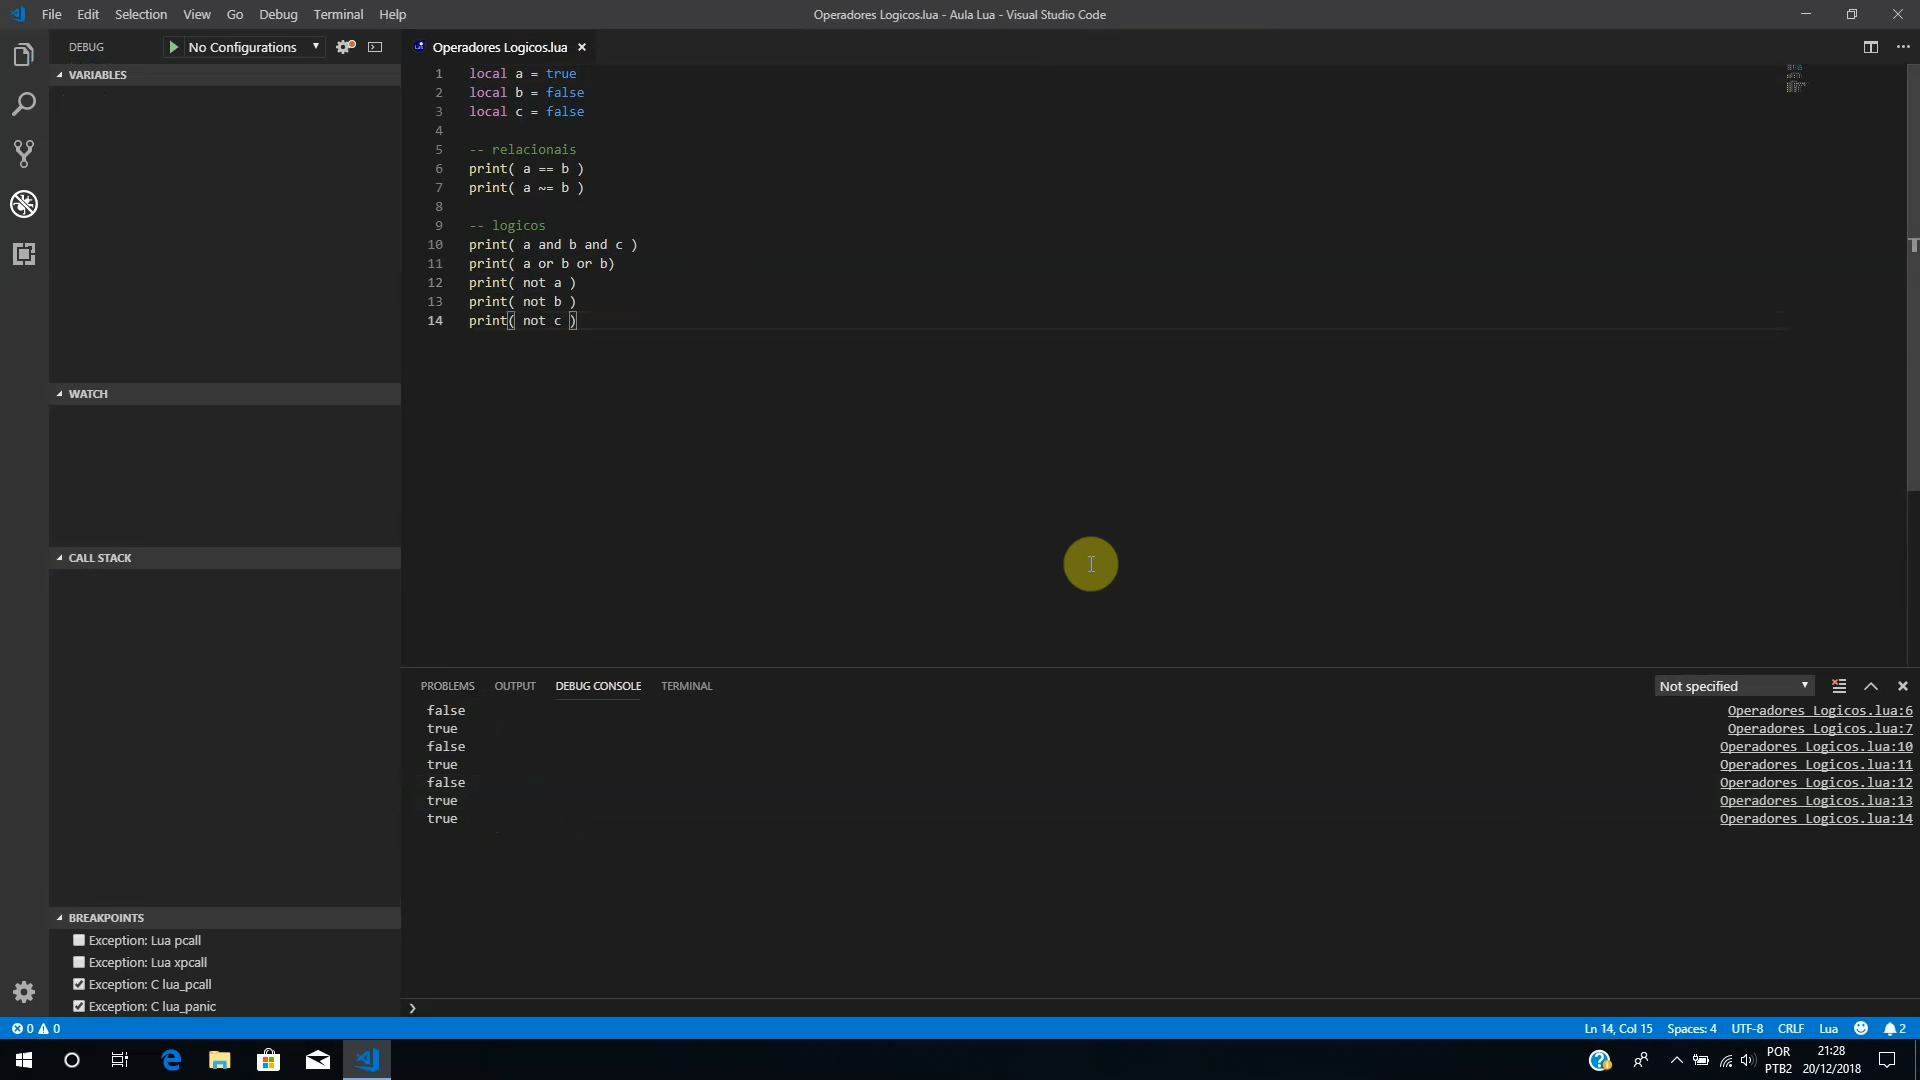 File Edit Selection View Go Debug Terminal Help
Operadores Logicos.lua - Aula Lua - Visual Studio Code
DEBUG No Configurations
Operadores Logicos.lua
VARIABLES
WATCH
CALL STACK
BREAKPOINTS
Exception: Lua pcall
Exception: Lua xpcall
Exception: C lua_pcall
Exception: C lua_panic
1 local a = true
2 local b = false
3 local c = false
4
5 -- relacionais
6 print( a == b )
7 print( a ~= b )
8
9 -- logicos
10 print( a and b and c )
11 print( a or b or b)
12 print( not a )
13 print( not b )
14 print( not c )
PROBLEMS OUTPUT DEBUG CONSOLE TERMINAL
Not specified
false Operadores Logicos.lua:6
true Operadores Logicos.lua:7
false Operadores Logicos.lua:10
true Operadores Logicos.lua:11
false Operadores Logicos.lua:12
true Operadores Logicos.lua:13
true Operadores Logicos.lua:14
0 0
Ln 14, Col 15 Spaces: 4 UTF-8 CRLF Lua 2
POR 21:28
PTB2 20/12/2018